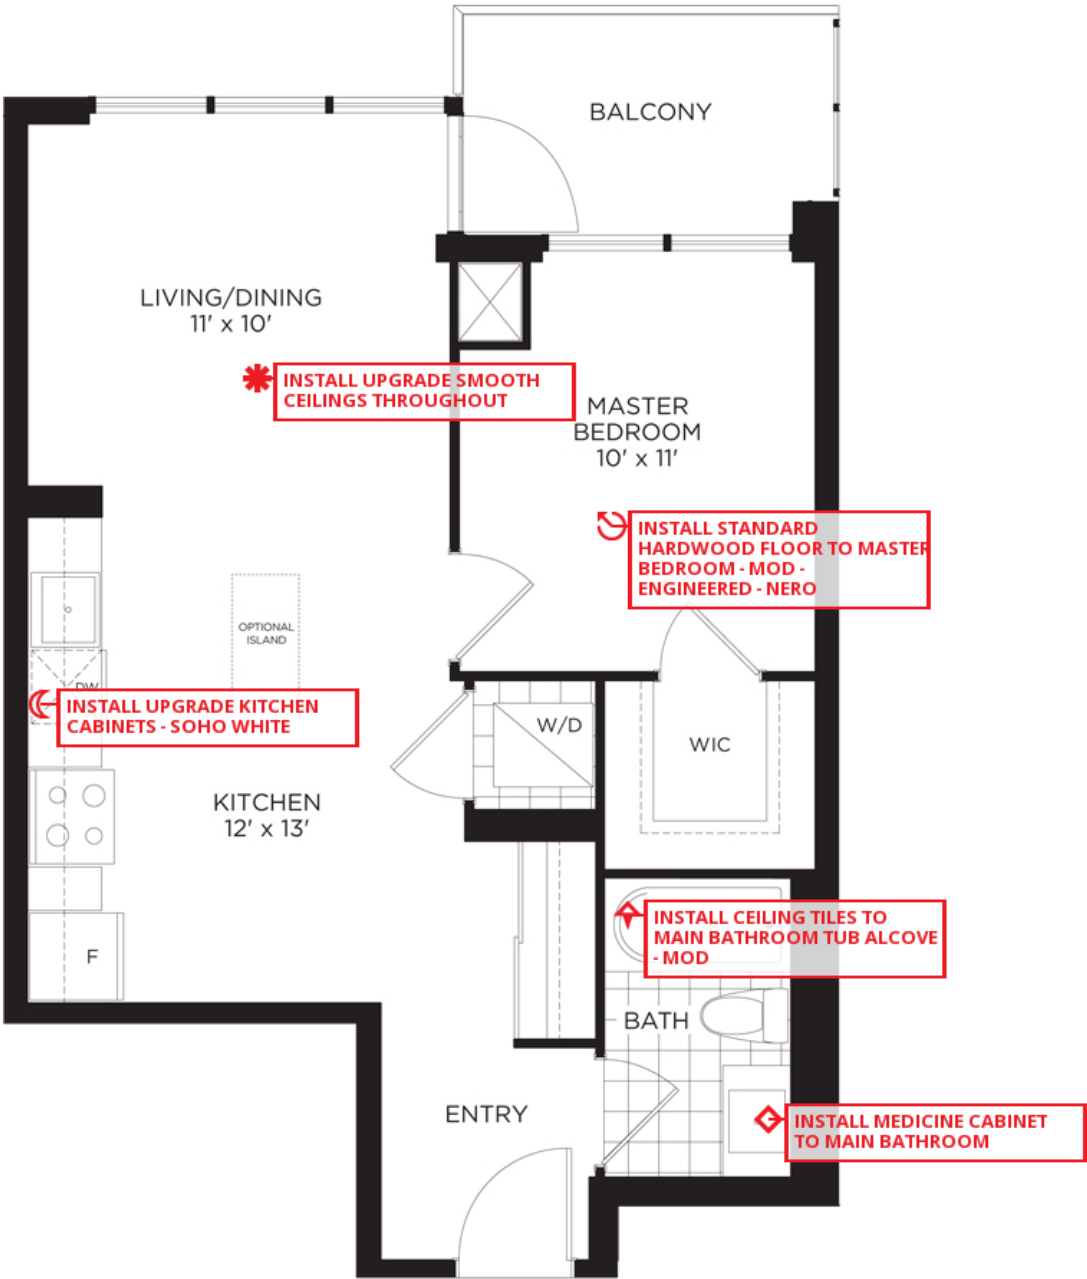 BALCONY
LIVING/DINING
11' x 10'
INSTALL UPGRADE SMOOTH
CEILINGS THROUGHOUT
MASTER
BEDROOM
10' x 11'
INSTALL STANDARD
HARDWOOD FLOOR TO MASTER
BEDROOM - MOD -
ENGINEERED - NERO
OPTIONAL
ISLAND
DW
INSTALL UPGRADE KITCHEN
CABINETS - SOHO WHITE
W/D
WIC
KITCHEN
12' x 13'
INSTALL CEILING TILES TO
MAIN BATHROOM TUB ALCOVE
- MOD
F
BATH
ENTRY
INSTALL MEDICINE CABINET
TO MAIN BATHROOM